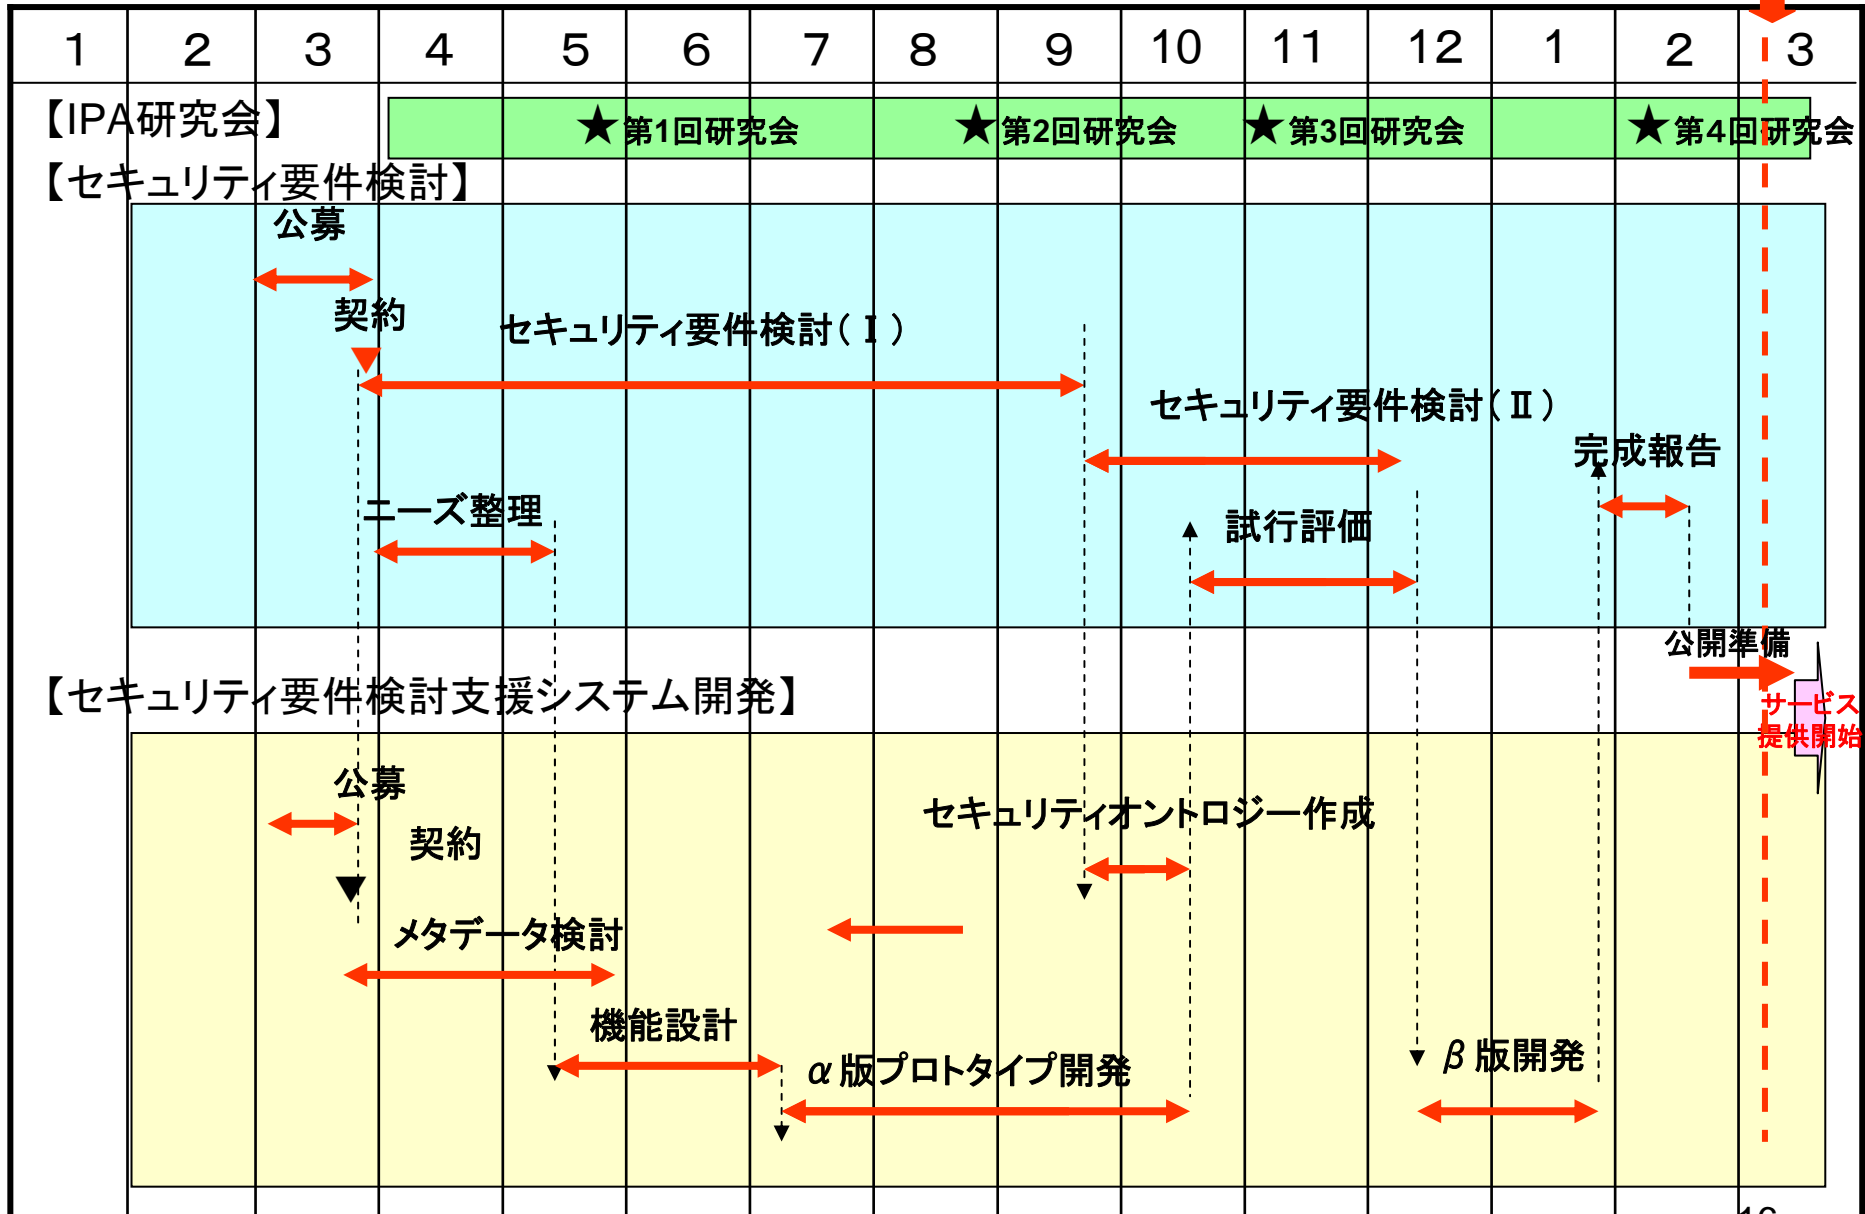 1 2 3 4 5 6 7 8 9 10 11 12 1 2 3
【IPA研究会】
★第1回研究会 ★第2回研究会 ★第3回研究会 ★第4回研究会
【セキュリティ要件検討】
公募
契約
セキュリティ要件検討(Ⅰ)
セキュリティ要件検討(Ⅱ)
完成報告
ニーズ整理
試行評価
公開準備
【セキュリティ要件検討支援システム開発】
サービス
提供開始
公募
セキュリティオントロジー作成
契約
メタデータ検討
機能設計
α版プロトタイプ開発
β版開発